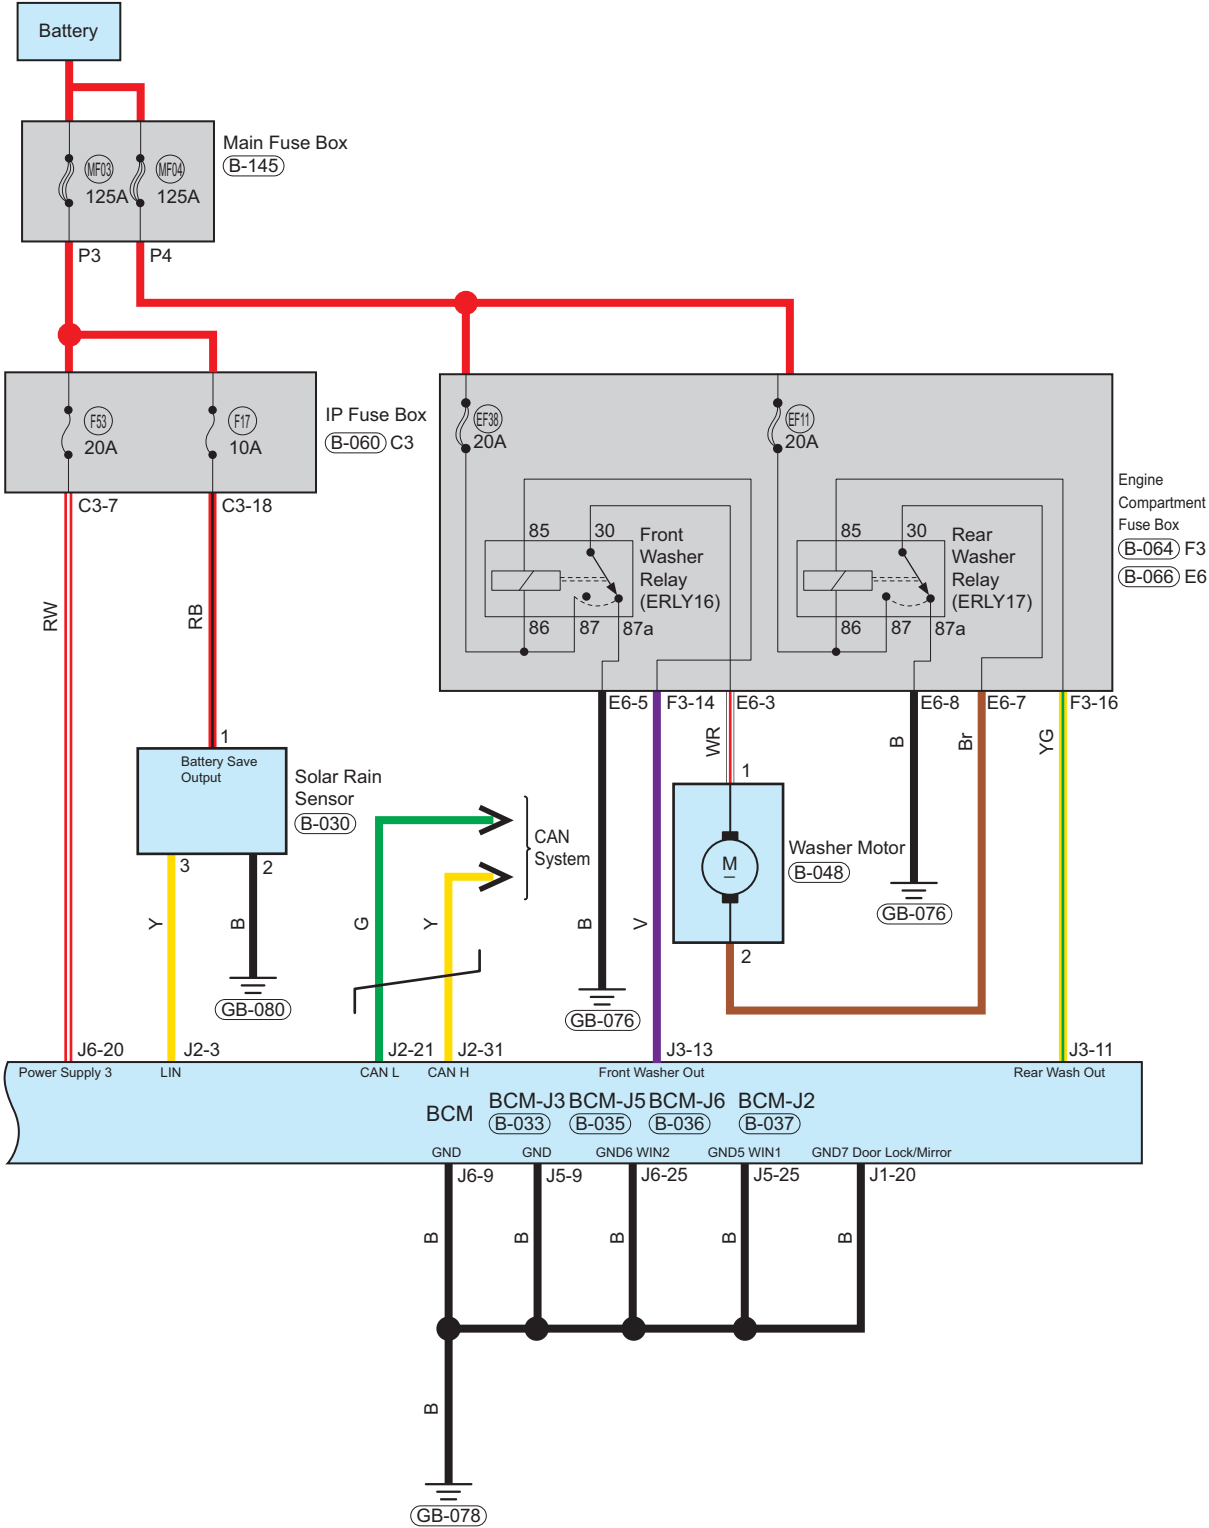 Battery
Main Fuse Box
B-145
MF03
125A
MF04
125A
P3
P4
IP Fuse Box
B-060 C3
F53
20A
F17
10A
C3-7
C3-18
EF38
20A
EF11
20A
Engine
Compartment
Fuse Box
B-064 F3
B-066 E6
85
30
Front
Washer
Relay
(ERLY16)
86
87
87a
85
30
Rear
Washer
Relay
(ERLY17)
86
87
87a
RW
RB
E6-5
F3-14
E6-3
E6-8
E6-7
F3-16
WR
B
Br
YG
1
Battery Save
Output
Solar Rain
Sensor
B-030
3
2
CAN
System
1
M
Washer Motor
B-048
2
GB-076
Y
B
G
Y
B
V
GB-080
GB-076
J6-20
J2-3
J2-21
J2-31
J3-13
J3-11
Power Supply 3
LIN
CAN L
CAN H
Front Washer Out
Rear Wash Out
BCM
BCM-J3
B-033
BCM-J5
B-035
BCM-J6
B-036
BCM-J2
B-037
GND
GND
GND6 WIN2
GND5 WIN1
GND7 Door Lock/Mirror
J6-9
J5-9
J6-25
J5-25
J1-20
B
B
B
B
B
B
GB-078